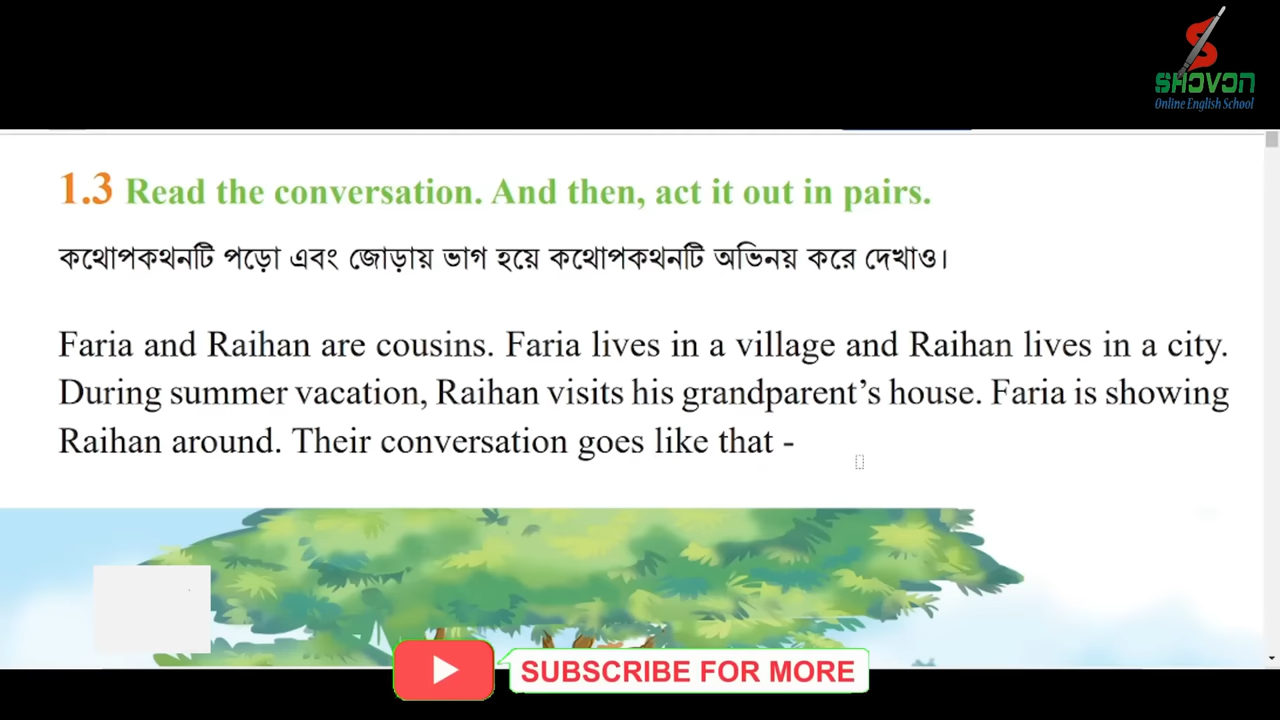 SHOVON
Online English School
1.3 Read the conversation. And then, act it out in pairs.
কথোপকথনটি পড়ো এবং জোড়ায় ভাগ হয়ে কথোপকথনটি অভিনয় করে দেখাও।
Faria and Raihan are cousins. Faria lives in a village and Raihan lives in a city.
During summer vacation, Raihan visits his grandparent’s house. Faria is showing
Raihan around. Their conversation goes like that -
SUBSCRIBE FOR MORE